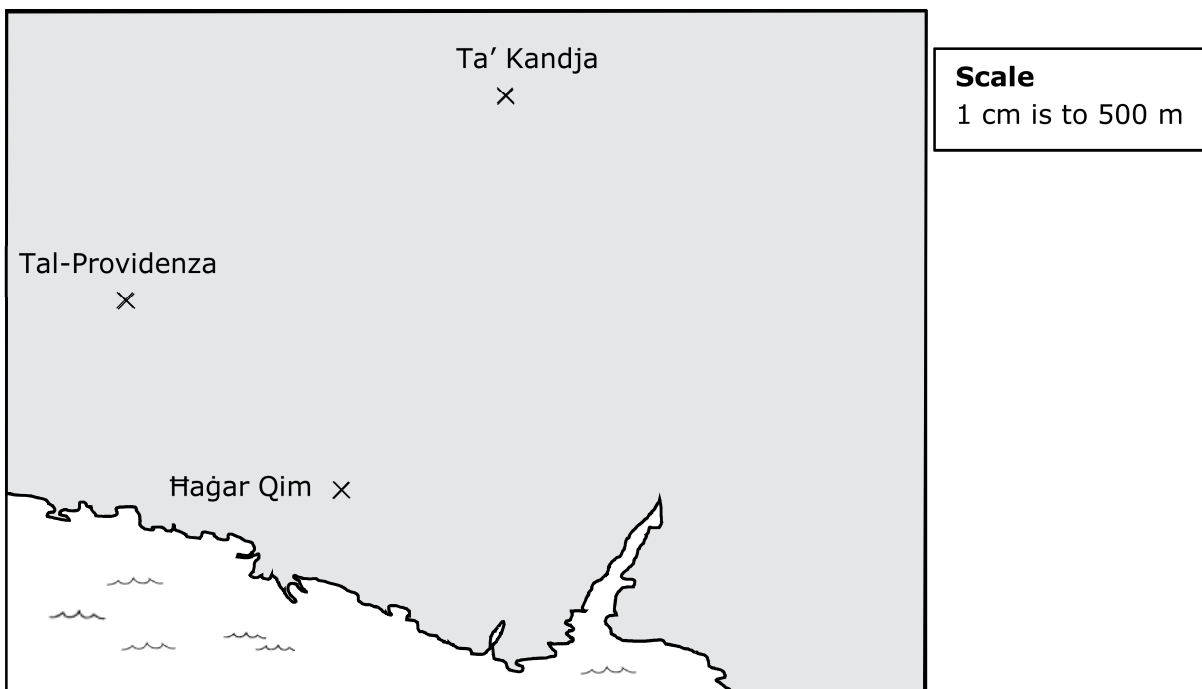 Ta’ Kandja
Scale
1 cm is to 500 m
Tal-Providenza
Ħaġar Qim